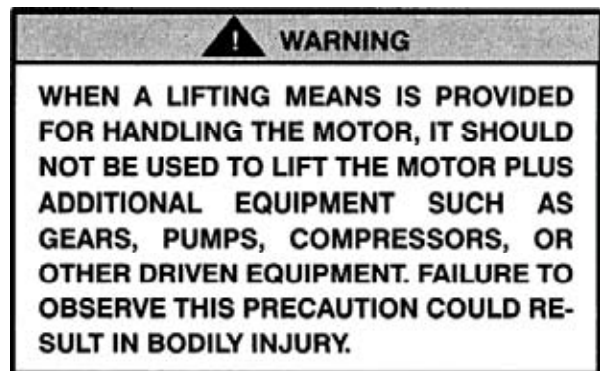 ! WARNING
WHEN A LIFTING MEANS IS PROVIDED
FOR HANDLING THE MOTOR, IT SHOULD
NOT BE USED TO LIFT THE MOTOR PLUS
ADDITIONAL EQUIPMENT SUCH AS
GEARS, PUMPS, COMPRESSORS, OR
OTHER DRIVEN EQUIPMENT. FAILURE TO
OBSERVE THIS PRECAUTION COULD RE-
SULT IN BODILY INJURY.